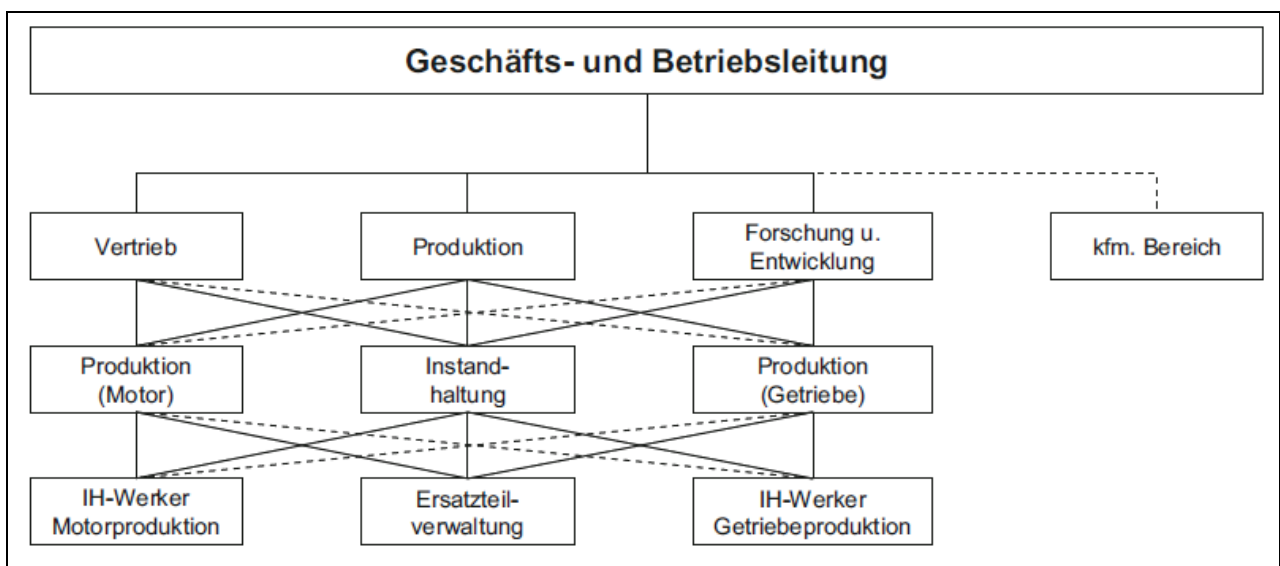 Geschäfts- und Betriebsleitung
Vertrieb
Produktion
Forschung u.
Entwicklung
kfm. Bereich
Produktion
(Motor)
Instand-
haltung
Produktion
(Getriebe)
IH-Werker
Motorproduktion
Ersatzteil-
verwaltung
IH-Werker
Getriebeproduktion